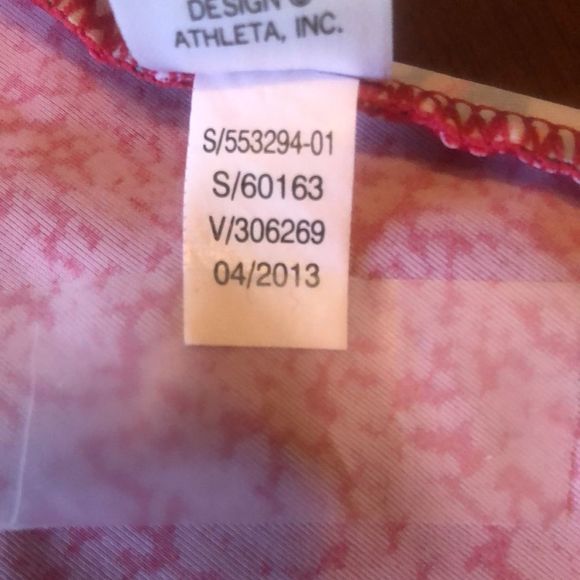 DESIGN ©
ATHLETA, INC.
S/553294-01
S/60163
V/306269
04/2013